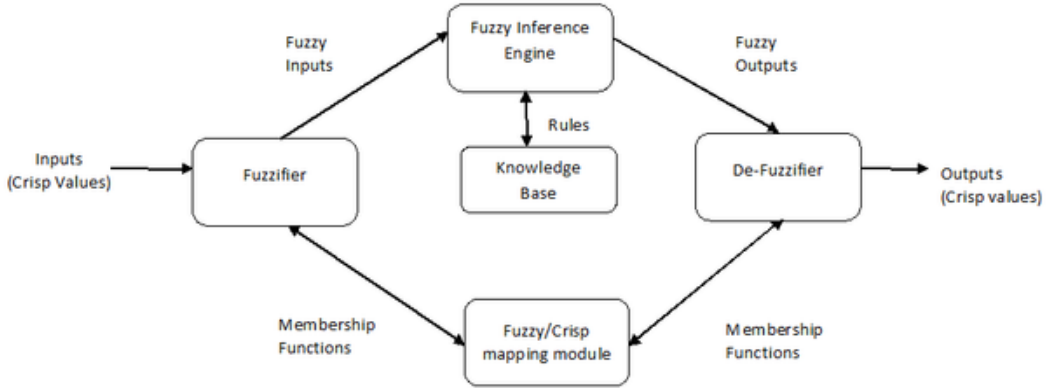 Fuzzy Inference
Engine
Fuzzy
Inputs
Fuzzy
Outputs
Rules
Inputs
(Crisp Values)
Fuzzifier
Knowledge
Base
De-Fuzzifier
Outputs
(Crisp values)
Membership
Functions
Fuzzy/Crisp
mapping module
Membership
Functions